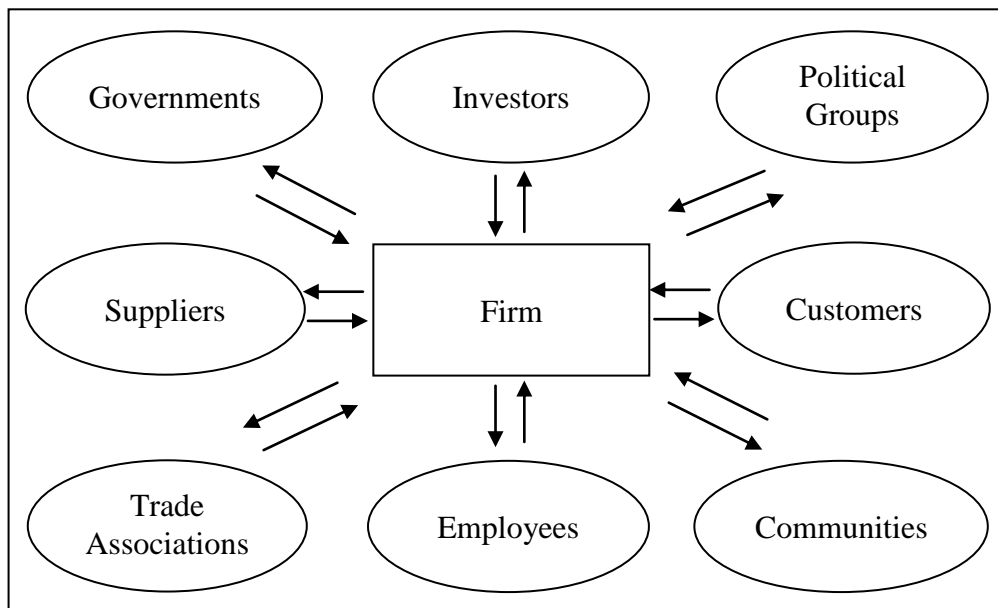 Governments
Investors
Political
Groups
Suppliers
Firm
Customers
Trade
Associations
Employees
Communities